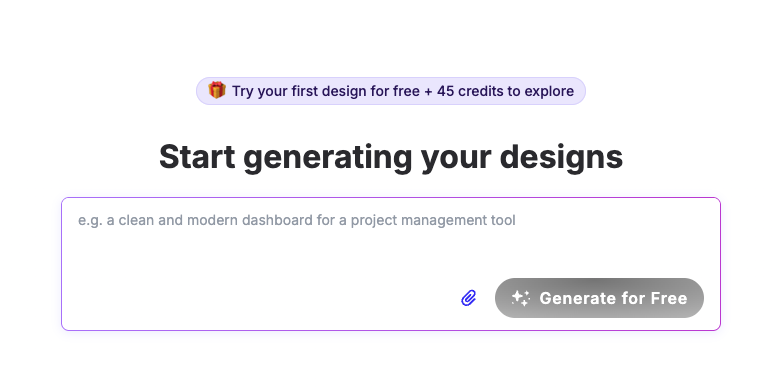 Try your first design for free + 45 credits to explore
Start generating your designs
e.g. a clean and modern dashboard for a project management tool
Generate for Free